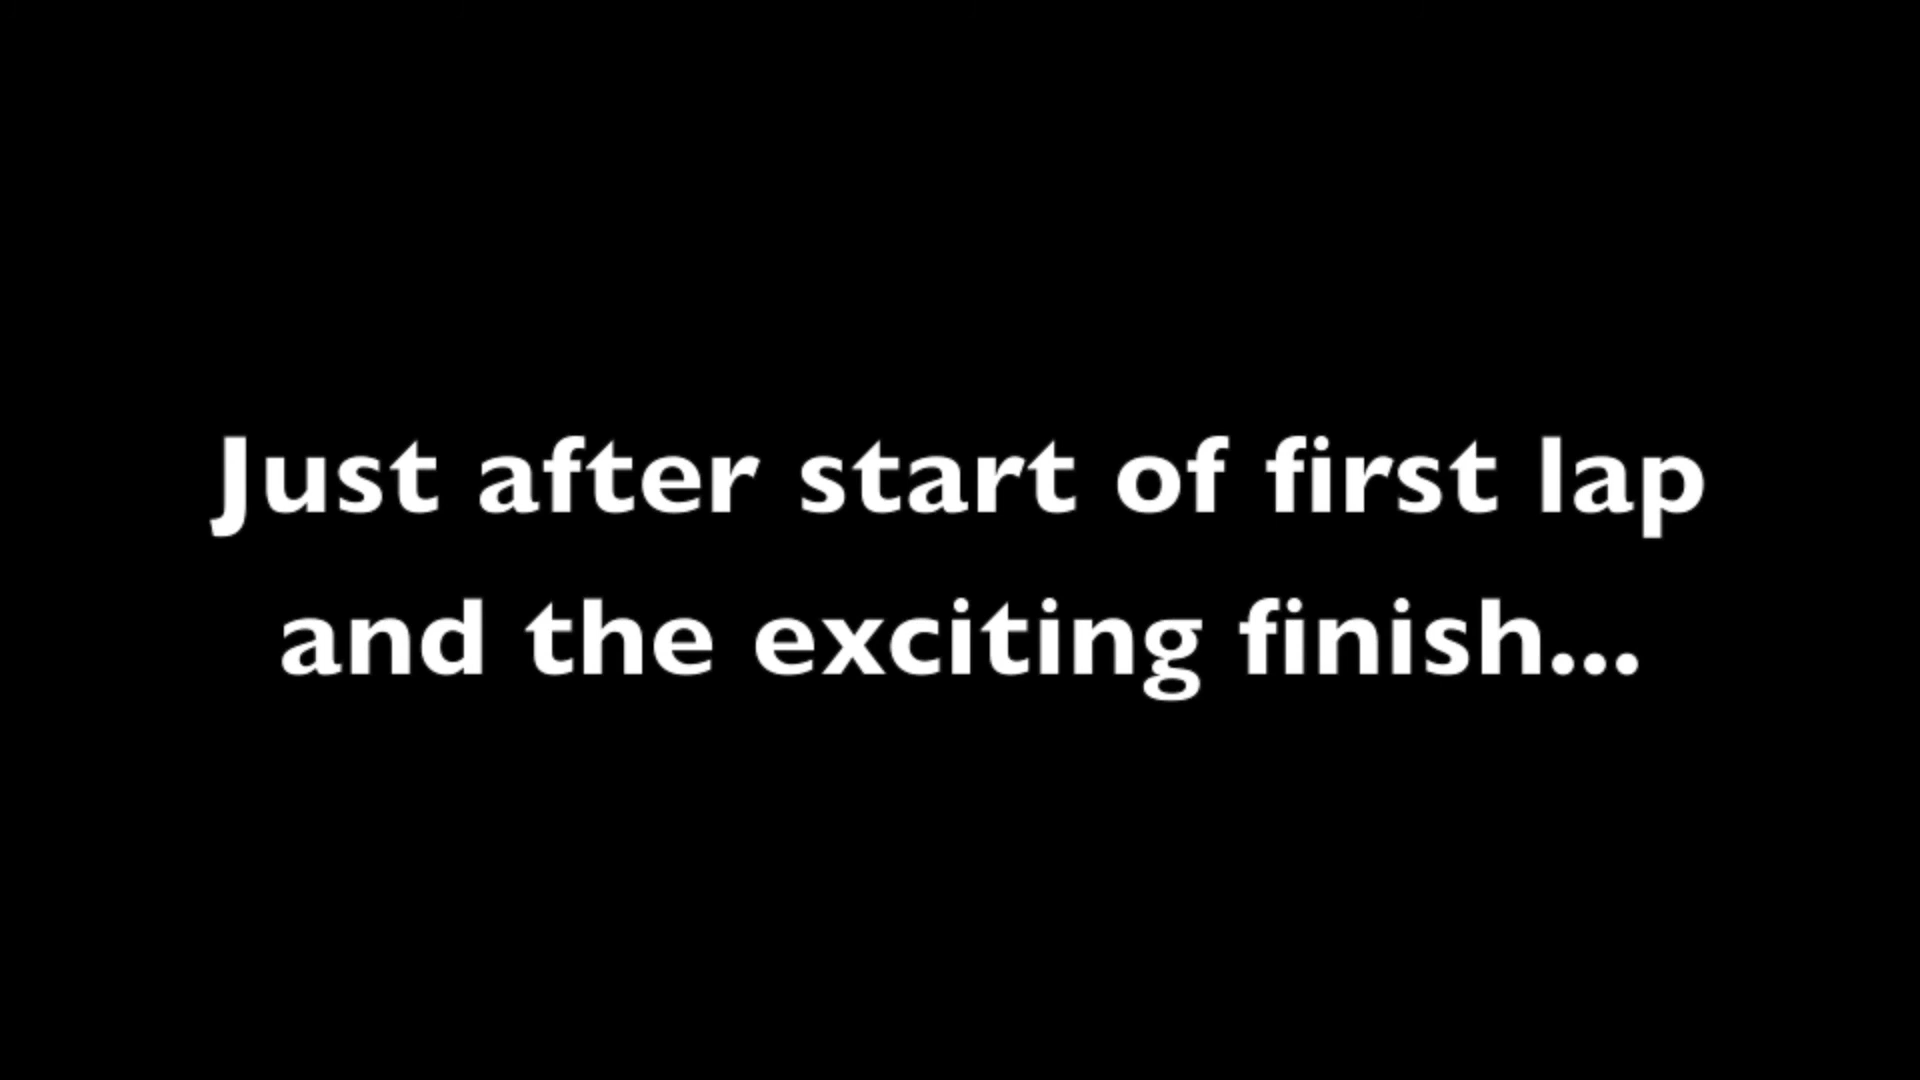 Just after start of first lap
and the exciting finish...